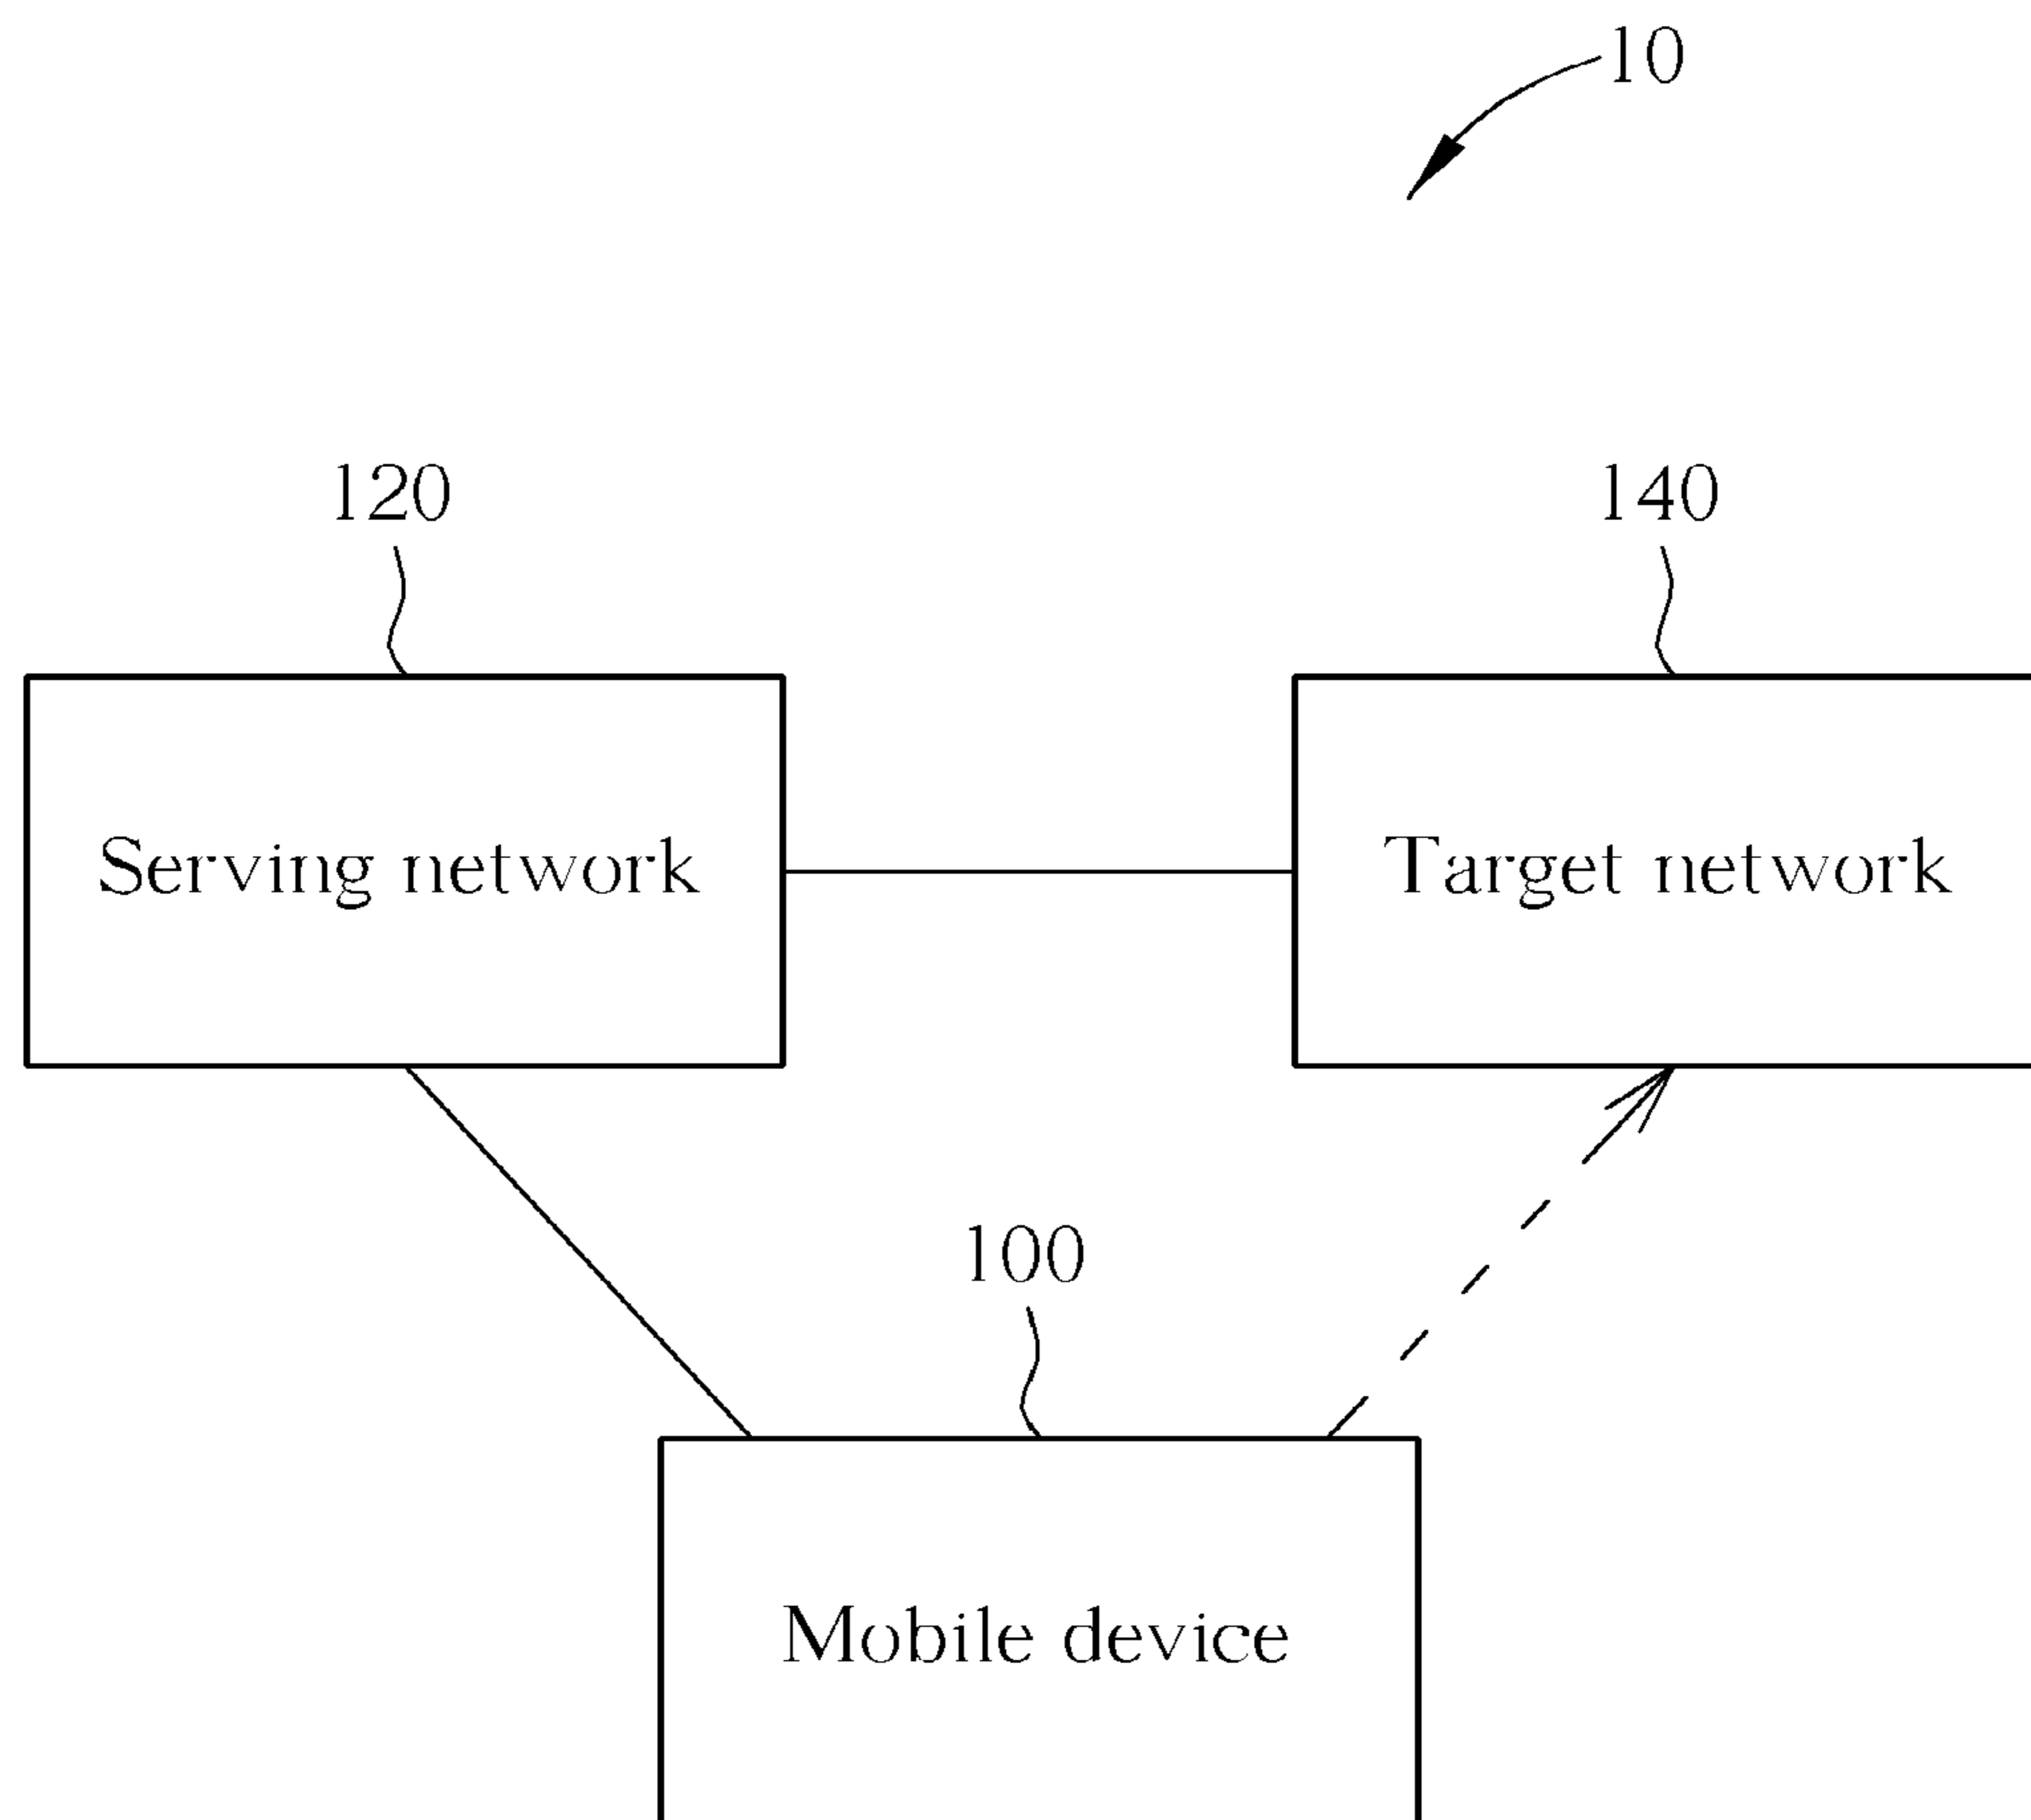 10
120
140
Serving network
Target network
100
Mobile device